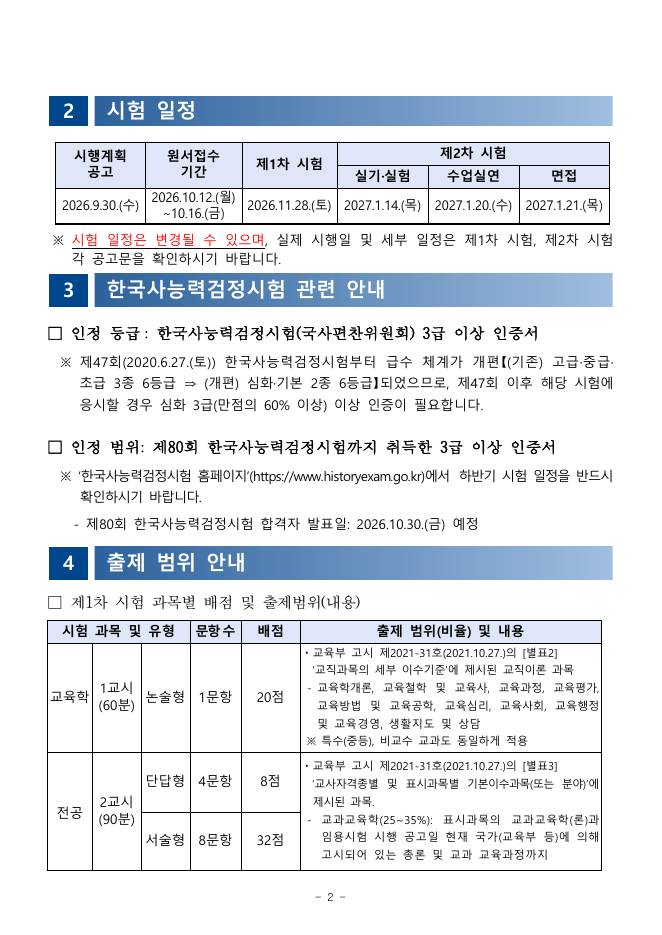 2 시험 일정
시행계획 공고 원서접수 기간 제1차 시험 제2차 시험
실기·실험 수업실연 면접
2026.9.30.(수) 2026.10.12.(월) ~10.16.(금) 2026.11.28.(토) 2027.1.14.(목) 2027.1.20.(수) 2027.1.21.(목)
※ 시험 일정은 변경될 수 있으며, 실제 시행일 및 세부 일정은 제1차 시험, 제2차 시험
각 공고문을 확인하시기 바랍니다.
3 한국사능력검정시험 관련 안내
□ 인정 등급 : 한국사능력검정시험(국사편찬위원회) 3급 이상 인증서
※ 제47회(2020.6.27.(토)) 한국사능력검정시험부터 급수 체계가 개편【(기존) 고급·중급·
초급 3종 6등급 ⇒ (개편) 심화·기본 2종 6등급】되었으므로, 제47회 이후 해당 시험에
응시할 경우 심화 3급(만점의 60% 이상) 이상 인증이 필요합니다.
□ 인정 범위: 제80회 한국사능력검정시험까지 취득한 3급 이상 인증서
※ '한국사능력검정시험 홈페이지'(https://www.historyexam.go.kr)에서 하반기 시험 일정을 반드시
확인하시기 바랍니다.
- 제80회 한국사능력검정시험 합격자 발표일: 2026.10.30.(금) 예정
4 출제 범위 안내
□ 제1차 시험 과목별 배점 및 출제범위(내용)
시험 과목 및 유형 문항수 배점 출제 범위(비율) 및 내용
교육학 1교시 (60분) 논술형 1문항 20점
・교육부 고시 제2021-31호(2021.10.27.)의 [별표2]
'교직과목의 세부 이수기준'에 제시된 교직이론 과목
- 교육학개론, 교육철학 및 교육사, 교육과정, 교육평가,
교육방법 및 교육공학, 교육심리, 교육사회, 교육행정
및 교육경영, 생활지도 및 상담
※ 특수(중등), 비교수 교과도 동일하게 적용
전공 2교시 (90분) 단답형 4문항 8점
서술형 8문항 32점
・교육부 고시 제2021-31호(2021.10.27.)의 [별표3]
'교사자격종별 및 표시과목별 기본이수과목(또는 분야)'에
제시된 과목.
- 교과교육학(25~35%): 표시과목의 교과교육학(론)과
임용시험 시행 공고일 현재 국가(교육부 등)에 의해
고시되어 있는 총론 및 교과 교육과정까지
- 2 -